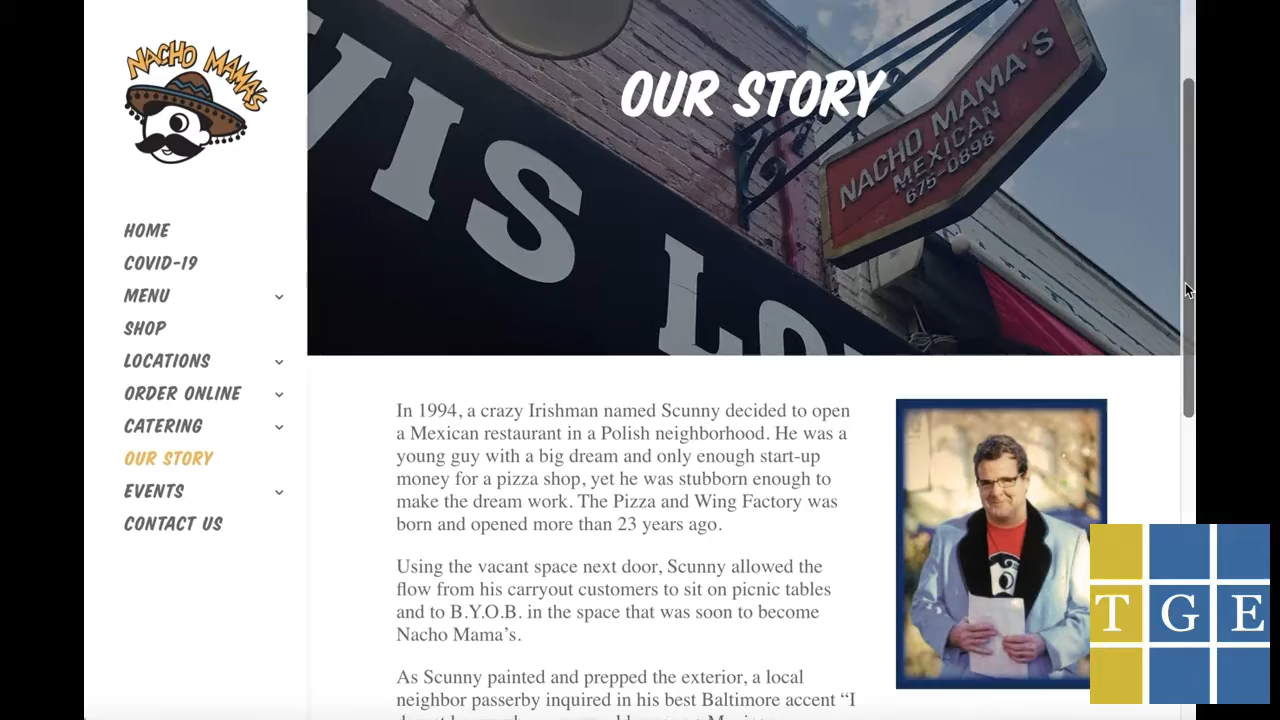 NACHO MAMA'S
HOME
COVID-19
MENU
SHOP
LOCATIONS
ORDER ONLINE
CATERING
OUR STORY
EVENTS
CONTACT US
OUR STORY
VIS LO
NACHO MAMA'S
MEXICAN
675-0898
In 1994, a crazy Irishman named Scunny decided to open
a Mexican restaurant in a Polish neighborhood. He was a
young guy with a big dream and only enough start-up
money for a pizza shop, yet he was stubborn enough to
make the dream work. The Pizza and Wing Factory was
born and opened more than 23 years ago.
Using the vacant space next door, Scunny allowed the
flow from his carryout customers to sit on picnic tables
and to B.Y.O.B. in the space that was soon to become
Nacho Mama’s.
As Scunny painted and prepped the exterior, a local
neighbor passerby inquired in his best Baltimore accent “I
T G E